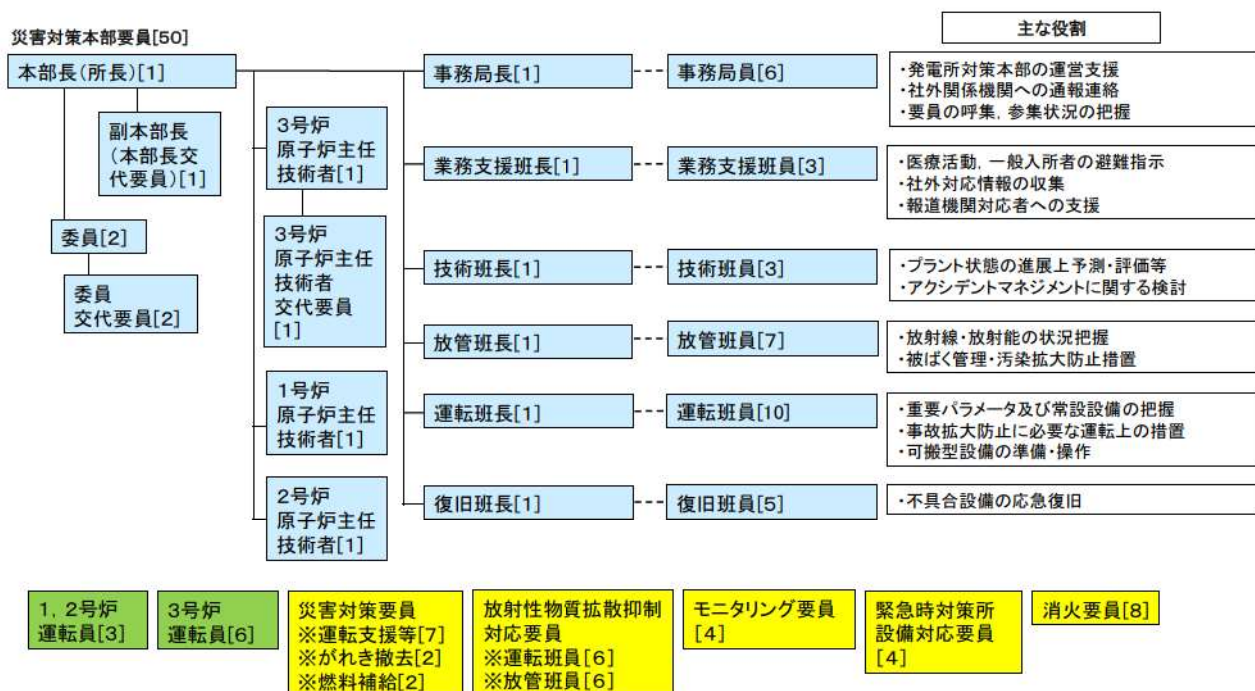 災害対策本部要員[50]
主な役割
本部長(所長)[1]
副本部長
(本部長交
代要員)[1]
委員[2]
委員
交代要員[2]
3号炉
原子炉主任
技術者[1]
3号炉
原子炉主任
技術者
交代要員
[1]
1号炉
原子炉主任
技術者[1]
2号炉
原子炉主任
技術者[1]
事務局長[1]
事務局員[6]
・発電所対策本部の運営支援
・社外関係機関への通報連絡
・要員の呼集,参集状況の把握
業務支援班長[1]
業務支援班員[3]
・医療活動,一般入所者の避難指示
・社外対応情報の収集
・報道機関対応者への支援
技術班長[1]
技術班員[3]
・プラント状態の進展上予測・評価等
・アクシデントマネジメントに関する検討
放管班長[1]
放管班員[7]
・放射線・放射能の状況把握
・被ばく管理・汚染拡大防止措置
運転班長[1]
運転班員[10]
・重要パラメータ及び常設設備の把握
・事故拡大防止に必要な運転上の措置
・可搬型設備の準備・操作
復旧班長[1]
復旧班員[5]
・不具合設備の応急復旧
1,2号炉
運転員[3]
3号炉
運転員[6]
災害対策要員
※運転支援等[7]
※がれき撤去[2]
※燃料補給[2]
放射性物質拡散抑制
対応要員
※運転班員[6]
※放管班員[6]
モニタリング要員
[4]
緊急時対策所
設備対応要員
[4]
消火要員[8]